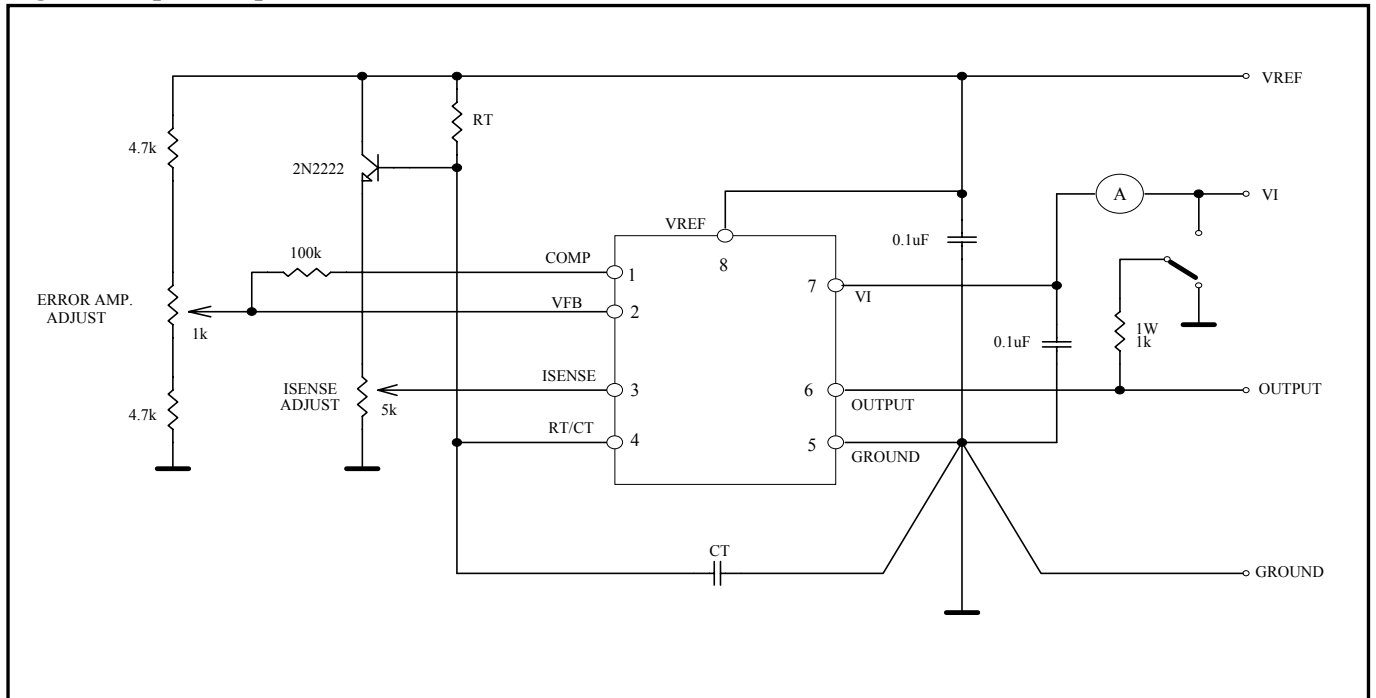 VREF
RT
4.7k
2N2222
A
VI
VREF
0.1uF
8
100k
COMP
1
7
VI
ERROR AMP.
ADJUST
1k
VFB
2
0.1uF
1W
1k
ISENSE
ADJUST
5k
ISENSE
3
6
OUTPUT
OUTPUT
4.7k
RT/CT
4
5
GROUND
CT
GROUND